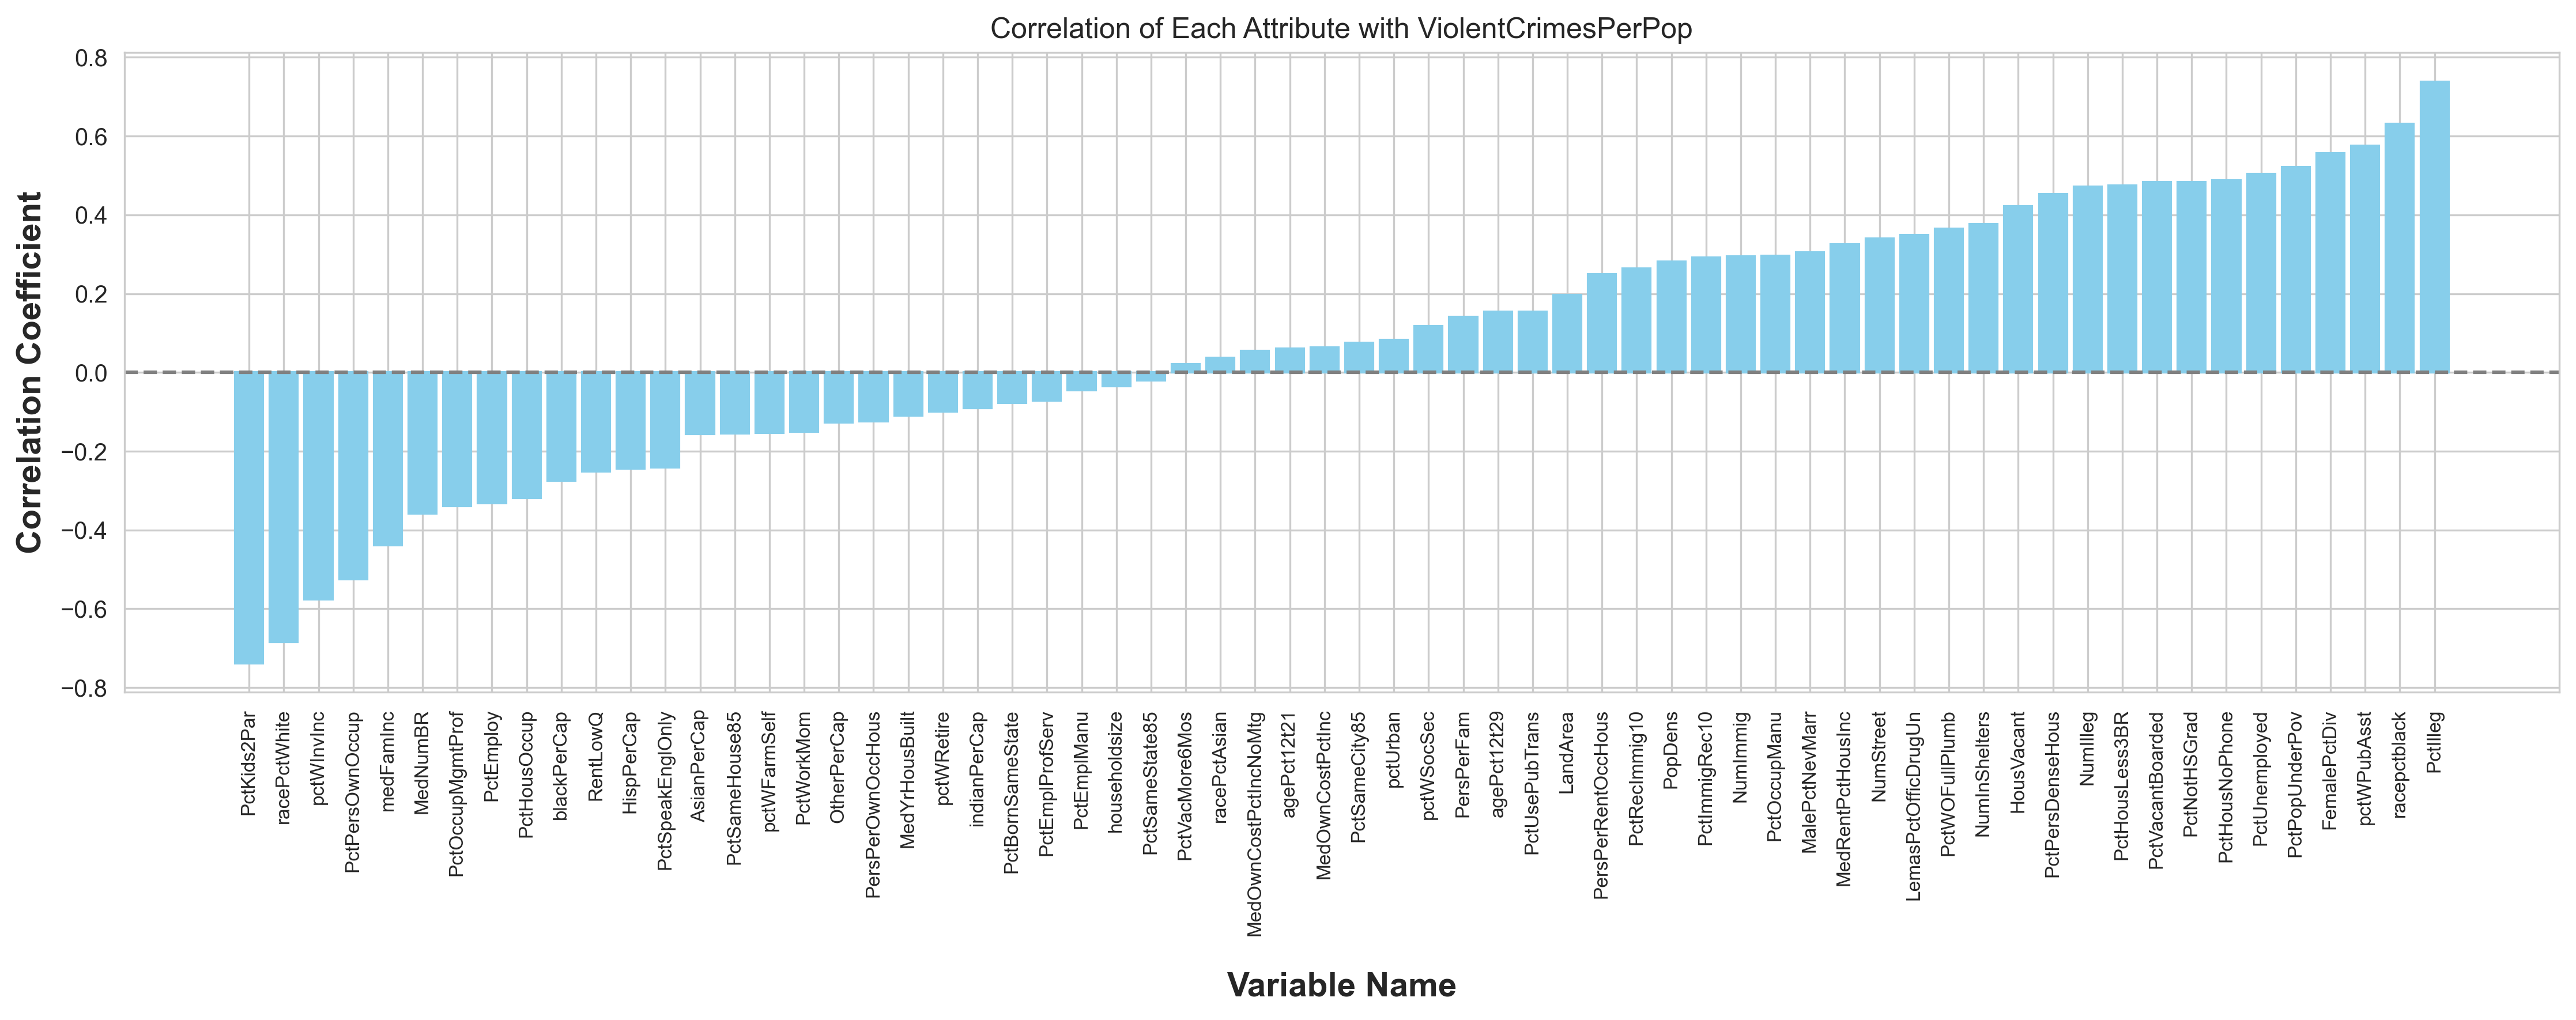 Correlation of Each Attribute with ViolentCrimesPerPop
Correlation Coefficient
0.8
0.6
0.4
0.2
0.0
−0.2
−0.4
−0.6
−0.8
PctKids2Par
racePctWhite
pctWInvInc
PctPersOwnOccup
medFamInc
MedNumBR
PctOccupMgmtProf
PctEmploy
PctHousOccup
blackPerCap
RentLowQ
HispPerCap
PctSpeakEnglOnly
AsianPerCap
PctSameHouse85
pctWFarmSelf
PctWorkMom
OtherPerCap
PersPerOwnOccHous
MedYrHousBuilt
pctWRetire
indianPerCap
PctBornSameState
PctEmplProfServ
PctEmplManu
householdsize
PctSameState85
PctVacMore6Mos
racePctAsian
MedOwnCostPctIncNoMtg
agePct12t21
MedOwnCostPctInc
PctSameCity85
pctUrban
pctWSocSec
PersPerFam
agePct12t29
PctUsePubTrans
LandArea
PersPerRentOccHous
PctRecImmig10
PopDens
PctImmigRec10
NumImmig
PctOccupManu
MalePctNevMarr
MedRentPctHousInc
NumStreet
LemasPctOfficDrugUn
PctWOFullPlumb
NumInShelters
HousVacant
PctPersDenseHous
NumIlleg
PctHousLess3BR
PctVacantBoarded
PctNotHSGrad
PctHousNoPhone
PctUnemployed
PctPopUnderPov
FemalePctDiv
pctWPubAsst
racepctblack
PctIlleg
Variable Name